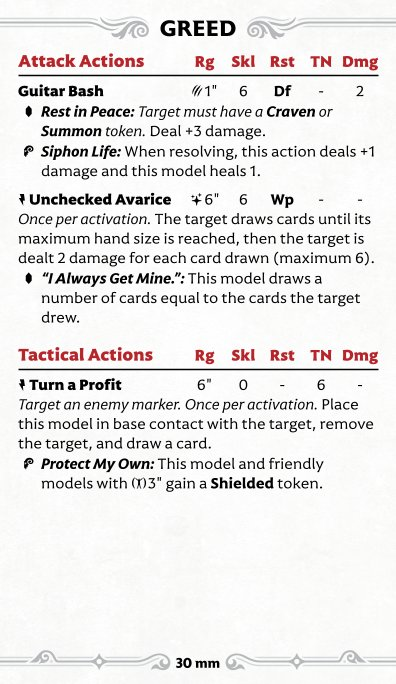 GREED
Attack Actions Rg Skl Rst TN Dmg
Guitar Bash 1" 6 Df - 2
Rest in Peace: Target must have a Craven or
Summon token. Deal +3 damage.
Siphon Life: When resolving, this action deals +1
damage and this model heals 1.
Unchecked Avarice 6" 6 Wp - -
Once per activation. The target draws cards until its
maximum hand size is reached, then the target is
dealt 2 damage for each card drawn (maximum 6).
“I Always Get Mine.”: This model draws a
number of cards equal to the cards the target
drew.
Tactical Actions Rg Skl Rst TN Dmg
Turn a Profit 6" 0 - 6 -
Target an enemy marker. Once per activation. Place
this model in base contact with the target, remove
the target, and draw a card.
Protect My Own: This model and friendly
models with 3" gain a Shielded token.
30 mm